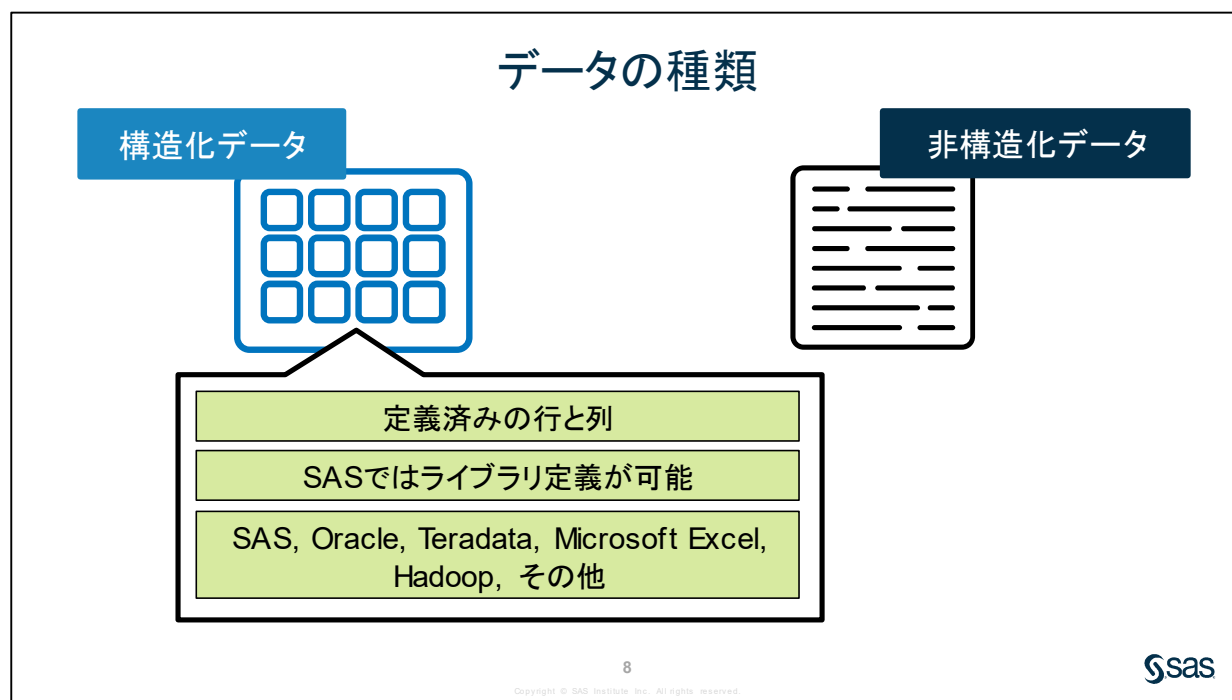 データの種類
構造化データ
非構造化データ
定義済みの行と列
SASではライブラリ定義が可能
SAS, Oracle, Teradata, Microsoft Excel,
Hadoop, その他
8
Copyright © SAS Institute Inc. All rights reserved.
sas